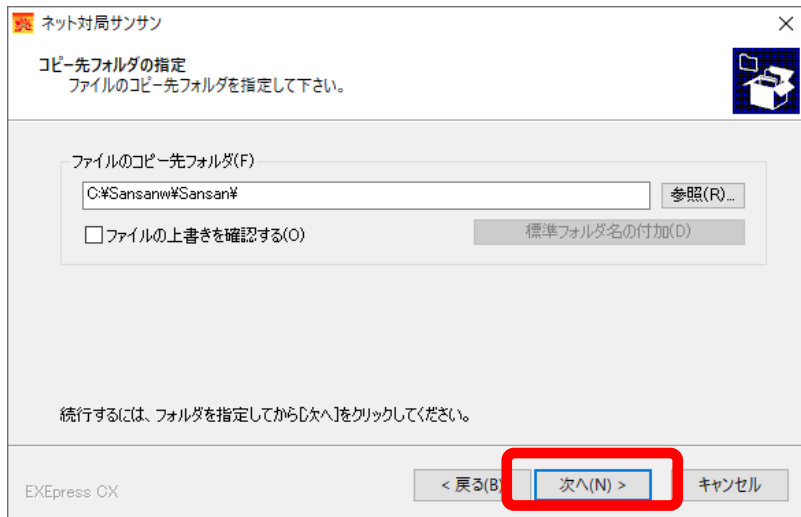 ネット対局サンサン
コピー先フォルダの指定
ファイルのコピー先フォルダを指定して下さい。
ファイルのコピー先フォルダ(F)
C:¥Sansanw¥Sansan¥
参照(R)...
ファイルの上書きを確認する(O)
標準フォルダ名の付加(D)
続行するには、フォルダを指定してから[次へ]をクリックしてください。
EXEpress CX
< 戻る(B)
次へ(N) >
キャンセル